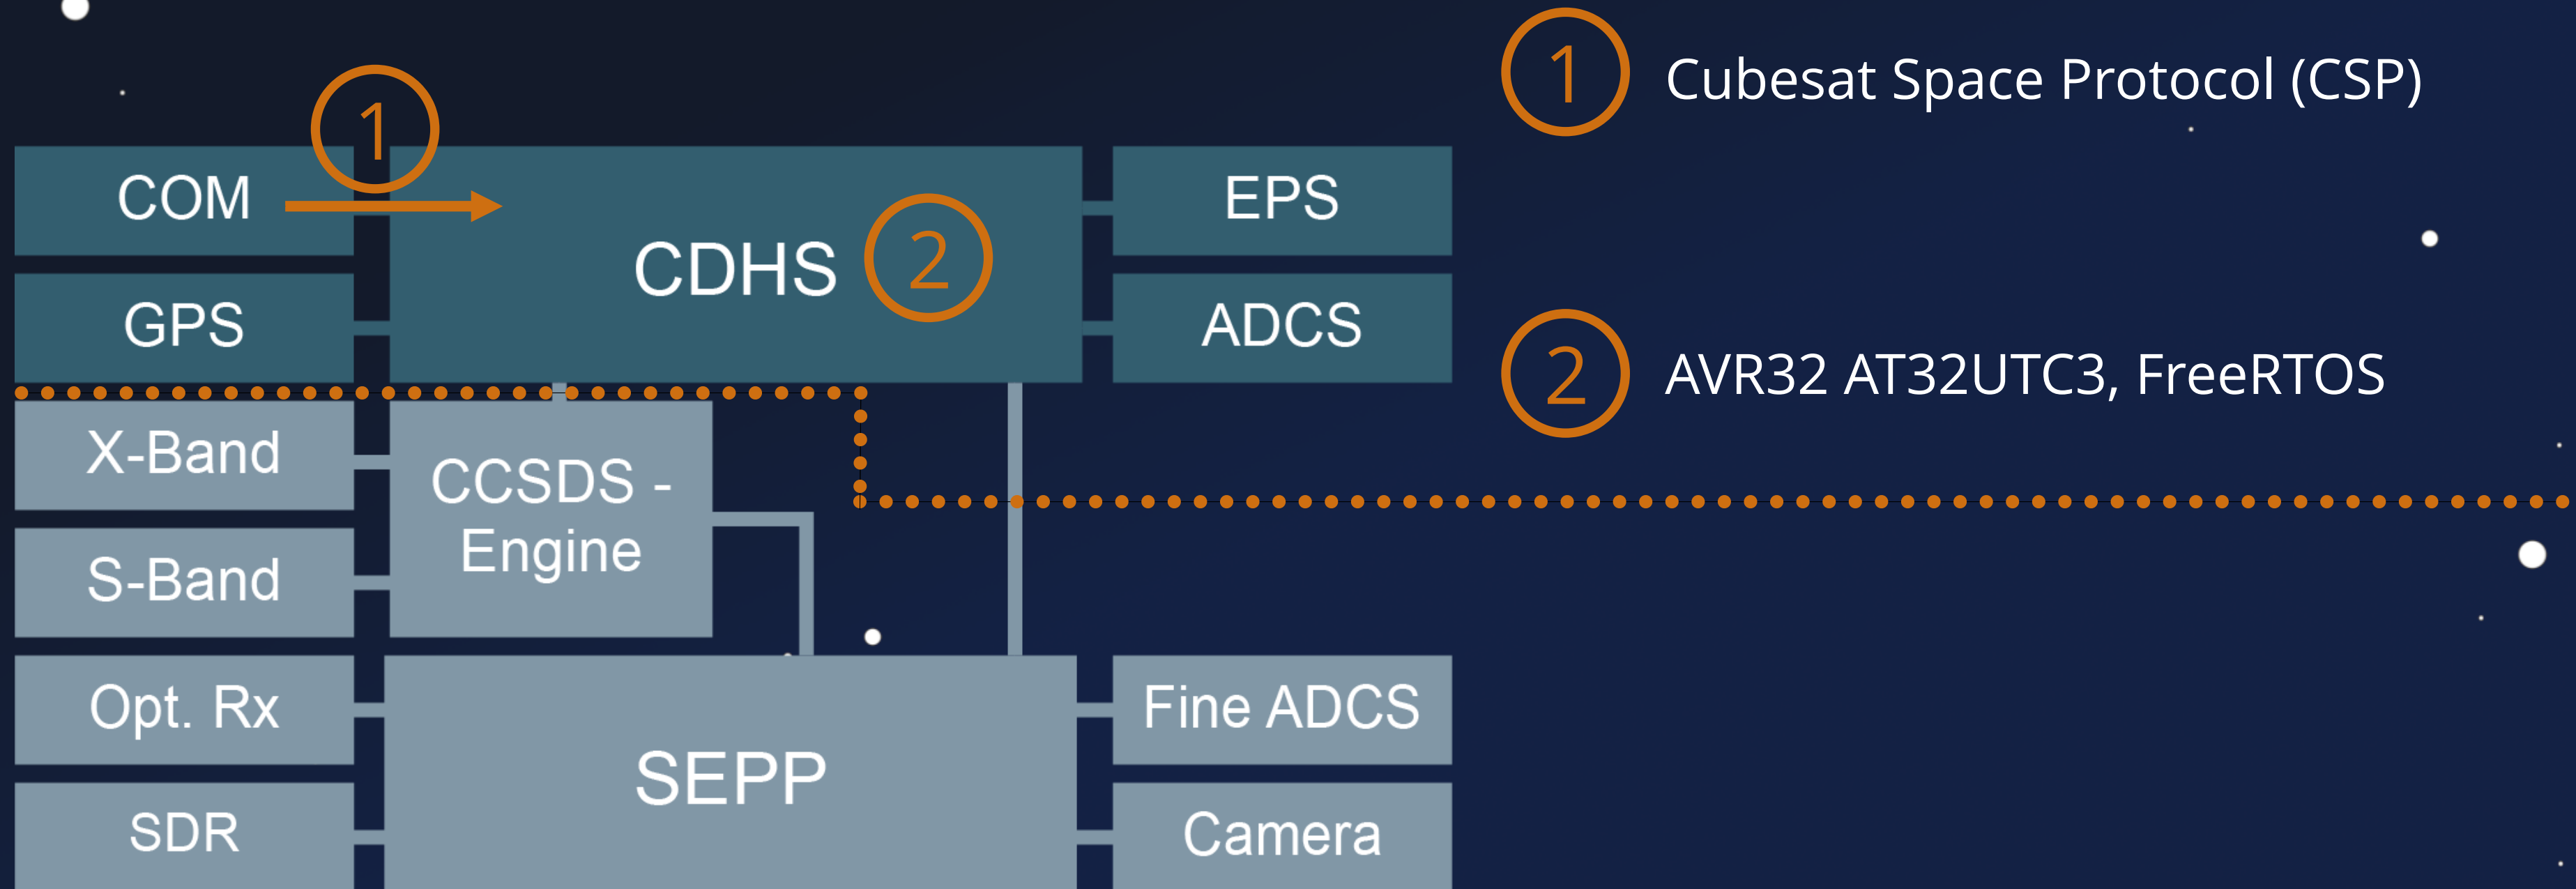 1 Cubesat Space Protocol (CSP)
1
COM
CDHS
2
EPS
GPS
ADCS
2 AVR32 AT32UTC3, FreeRTOS
X-Band
CCSDS -
Engine
S-Band
Opt. Rx
SEPP
Fine ADCS
SDR
Camera